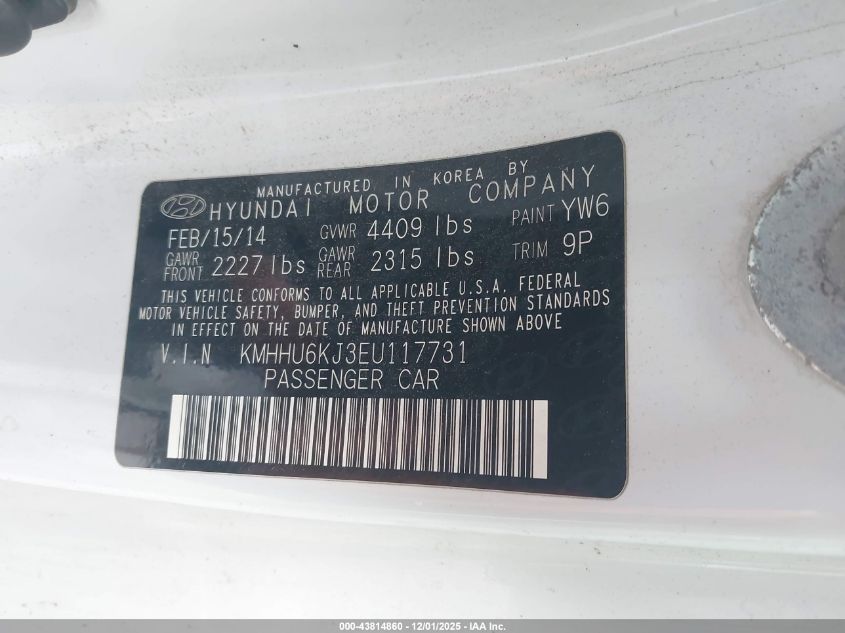 MANUFACTURED IN KOREA BY
HYUNDAI MOTOR COMPANY
FEB/15/14 GVWR 4409 lbs PAINT YW6
GAWR FRONT 2227 lbs GAWR REAR 2315 lbs TRIM 9P
THIS VEHICLE CONFORMS TO ALL APPLICABLE U.S.A. FEDERAL
MOTOR VEHICLE SAFETY, BUMPER, AND THEFT PREVENTION STANDARDS
IN EFFECT ON THE DATE OF MANUFACTURE SHOWN ABOVE
V.I.N KMHHU6KJ3EU117731
PASSENGER CAR
000-43814860 - 12/01/2025 - IAA Inc.